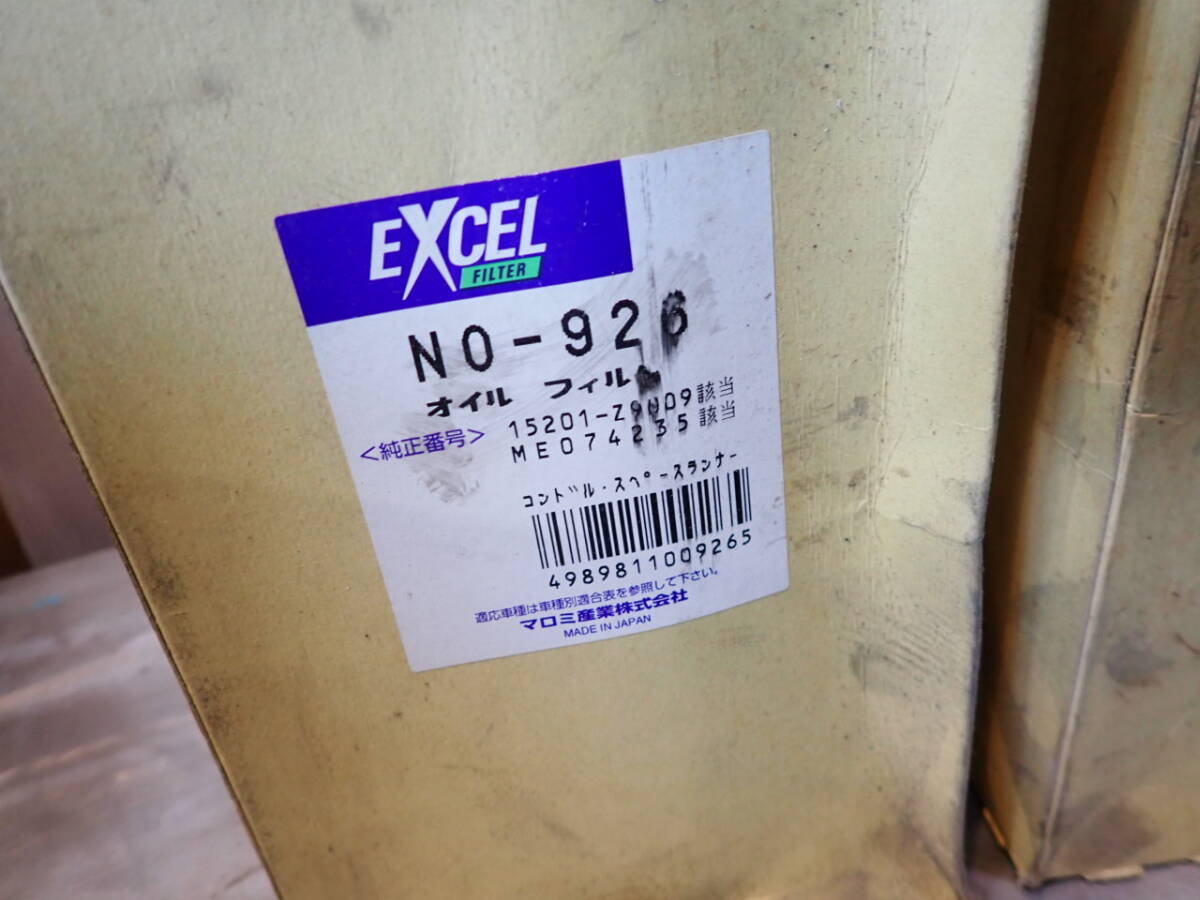 EXCEL
FILTER
NO-926
オイル フィル
<純正番号> 15201-Z9009該当
ME074235該当
コンドル・スペースランナー
4989811009265
適応車種は車種別適合表を参照して下さい。
マロミ産業株式会社
MADE IN JAPAN